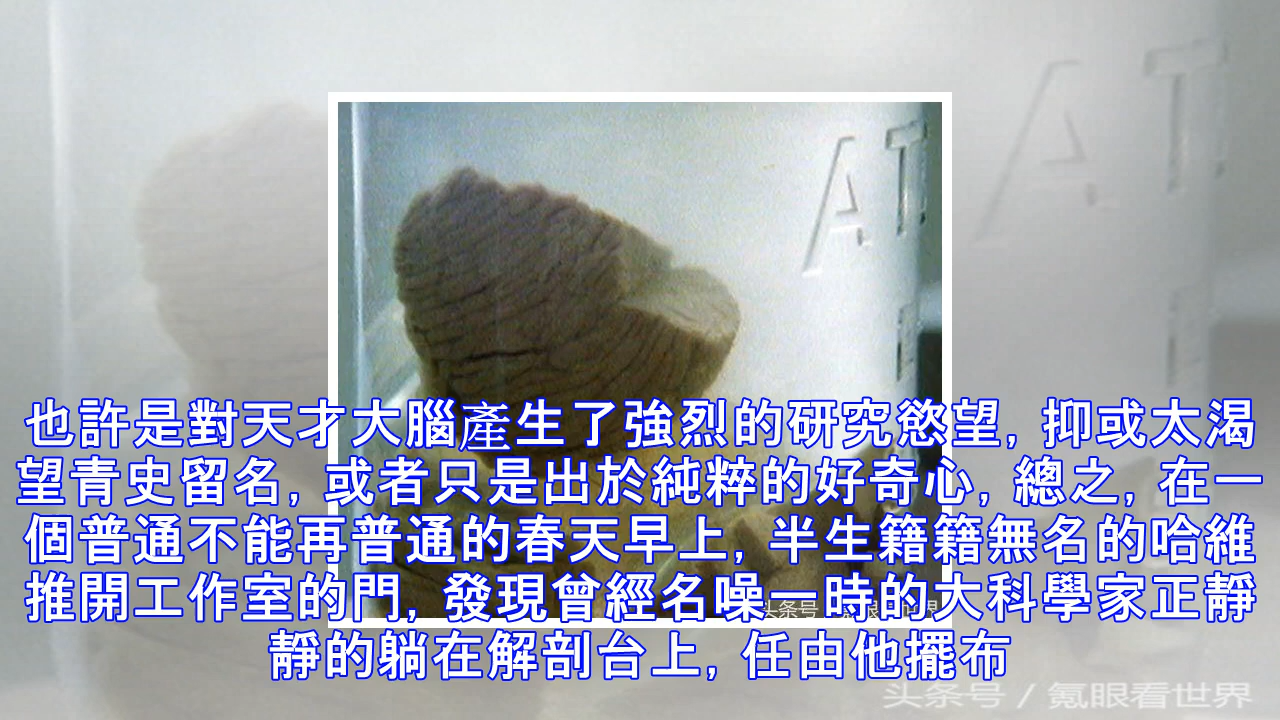 AT
也許是對天才大腦產生了強烈的研究慾望, 抑或太渴
望青史留名, 或者只是出於純粹的好奇心, 總之, 在一
個普通不能再普通的春天早上, 半生籍籍無名的哈維
推開工作室的門, 發現曾經名噪一時的大科學家正靜
靜的躺在解剖台上, 任由他擺布
头条号 / 氪眼看世界